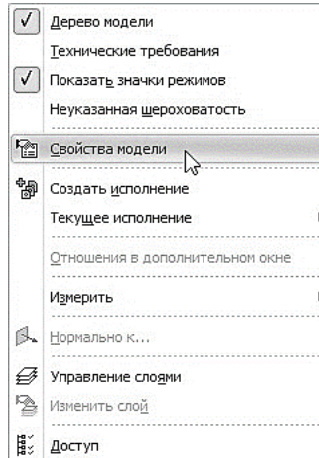 Дерево модели
Технические требования
Показать значки режимов
Неуказанная шероховатость
Свойства модели
Создать исполнение
Текущее исполнение
Отношения в дополнительном окне
Измерить
Нормально к...
Управление слоями
Изменить слой
Доступ